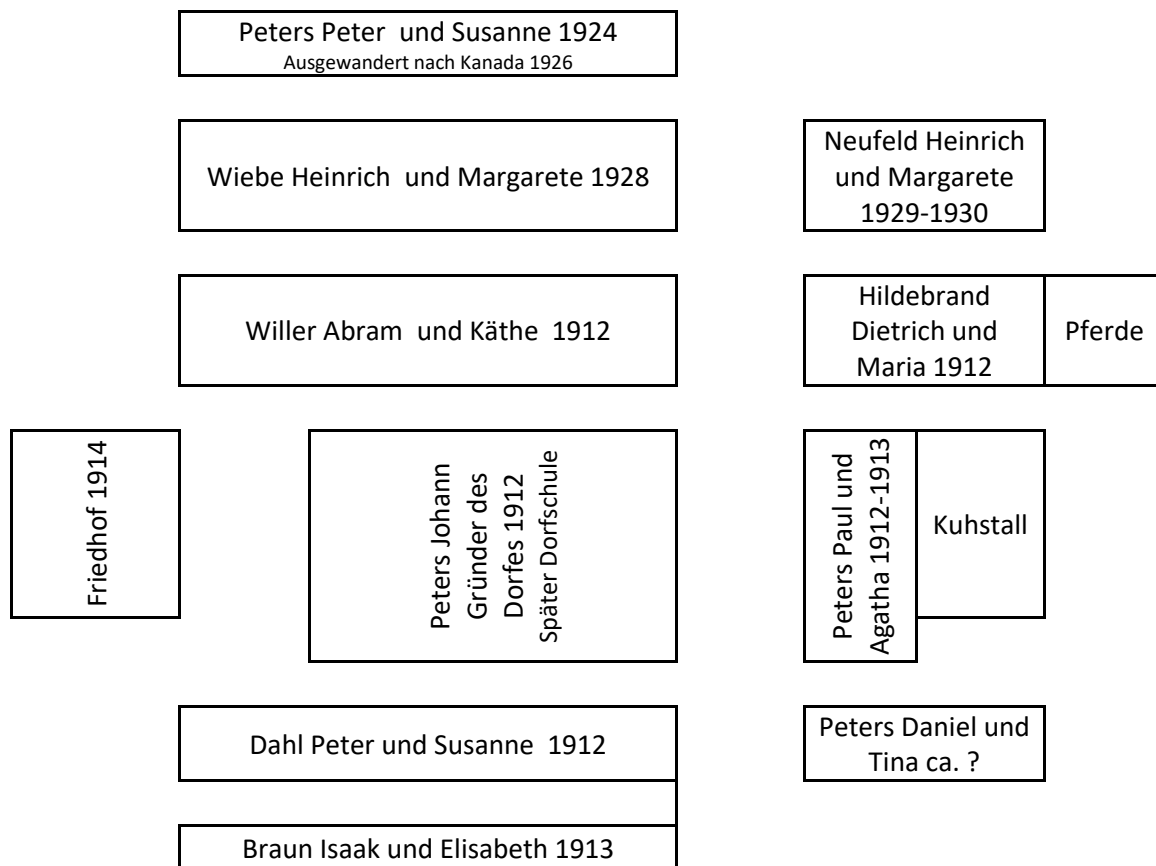 Peters Peter und Susanne 1924
Ausgewandert nach Kanada 1926
Wiebe Heinrich und Margarete 1928
Neufeld Heinrich
und Margarete
1929-1930
Willer Abram und Käthe 1912
Hildebrand
Dietrich und
Maria 1912
Pferde
Friedhof 1914
Peters Johann
Gründer des
Dorfes 1912
Später Dorfschule
Peters Paul und
Agatha 1912-1913
Kuhstall
Dahl Peter und Susanne 1912
Peters Daniel und
Tina ca. ?
Braun Isaak und Elisabeth 1913